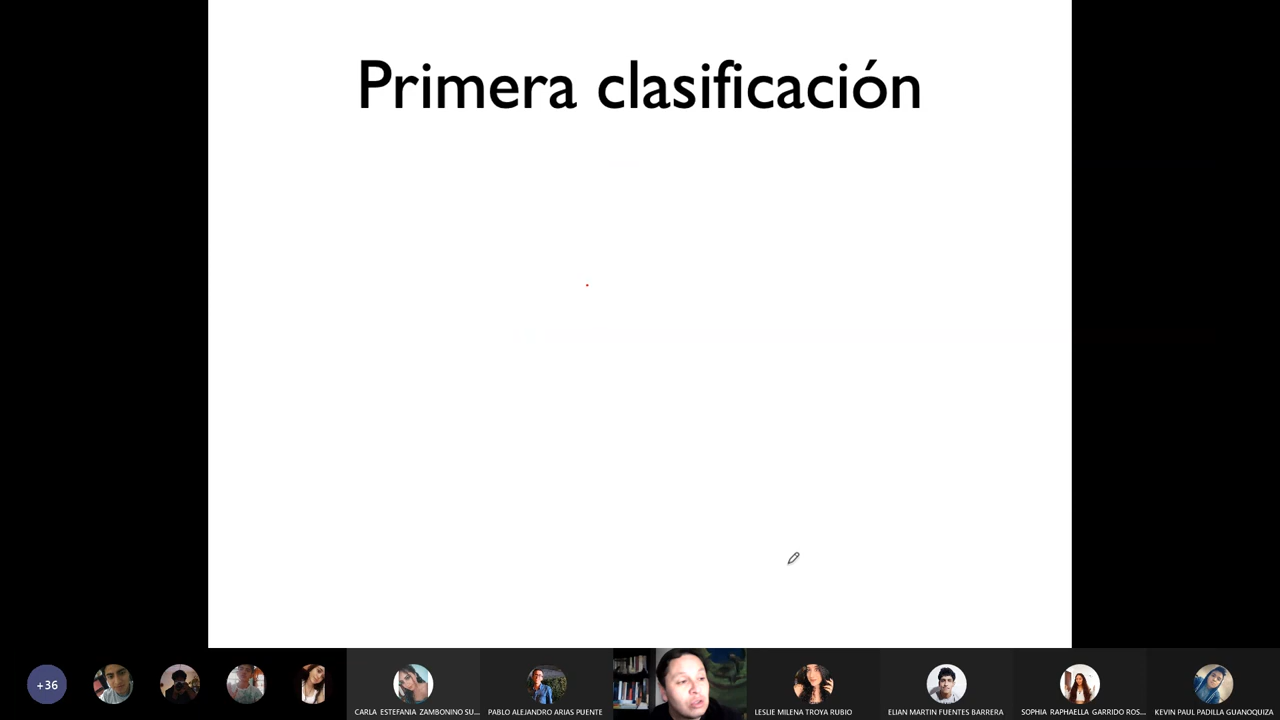 Primera clasificación
+36
CARLA ESTEFANIA ZAMBONINO SU...
PABLO ALEJANDRO ARIAS PUENTE
LESLIE MILENA TROYA RUBIO
ELIAN MARTIN FUENTES BARRERA
SOPHIA RAPHAELLA GARRIDO ROS...
KEVIN PAUL PADILLA GUANOQUIZA